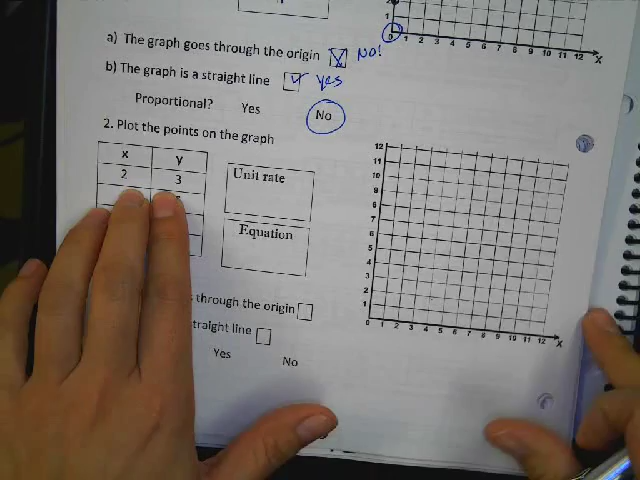 1
0 1 2 3 4 5 6 7 8 9 10 11 12 X
a) The graph goes through the origin No!
b) The graph is a straight line yes
Proportional? Yes No
2. Plot the points on the graph
x y
2 3
Unit rate
Equation
12
11
10
9
8
7
6
5
4
3
2
1
0 1 2 3 4 5 6 7 8 9 10 11 12 X
through the origin
traight line
Yes No